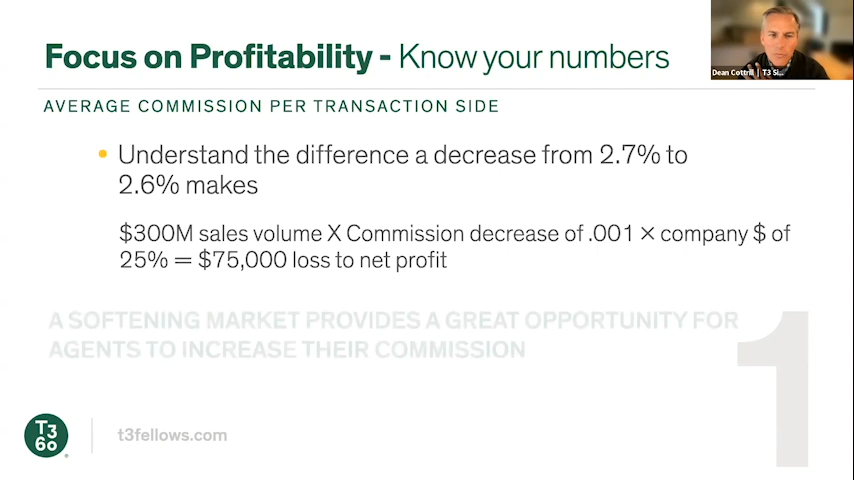 Focus on Profitability - Know your numbers
Dean Cottrill | T3 Si...
AVERAGE COMMISSION PER TRANSACTION SIDE
• Understand the difference a decrease from 2.7% to
2.6% makes
$300M sales volume X Commission decrease of .001 × company $ of
25% = $75,000 loss to net profit
A SOFTENING MARKET PROVIDES A GREAT OPPORTUNITY FOR
AGENTS TO INCREASE THEIR COMMISSION
1
T3
60
t3fellows.com